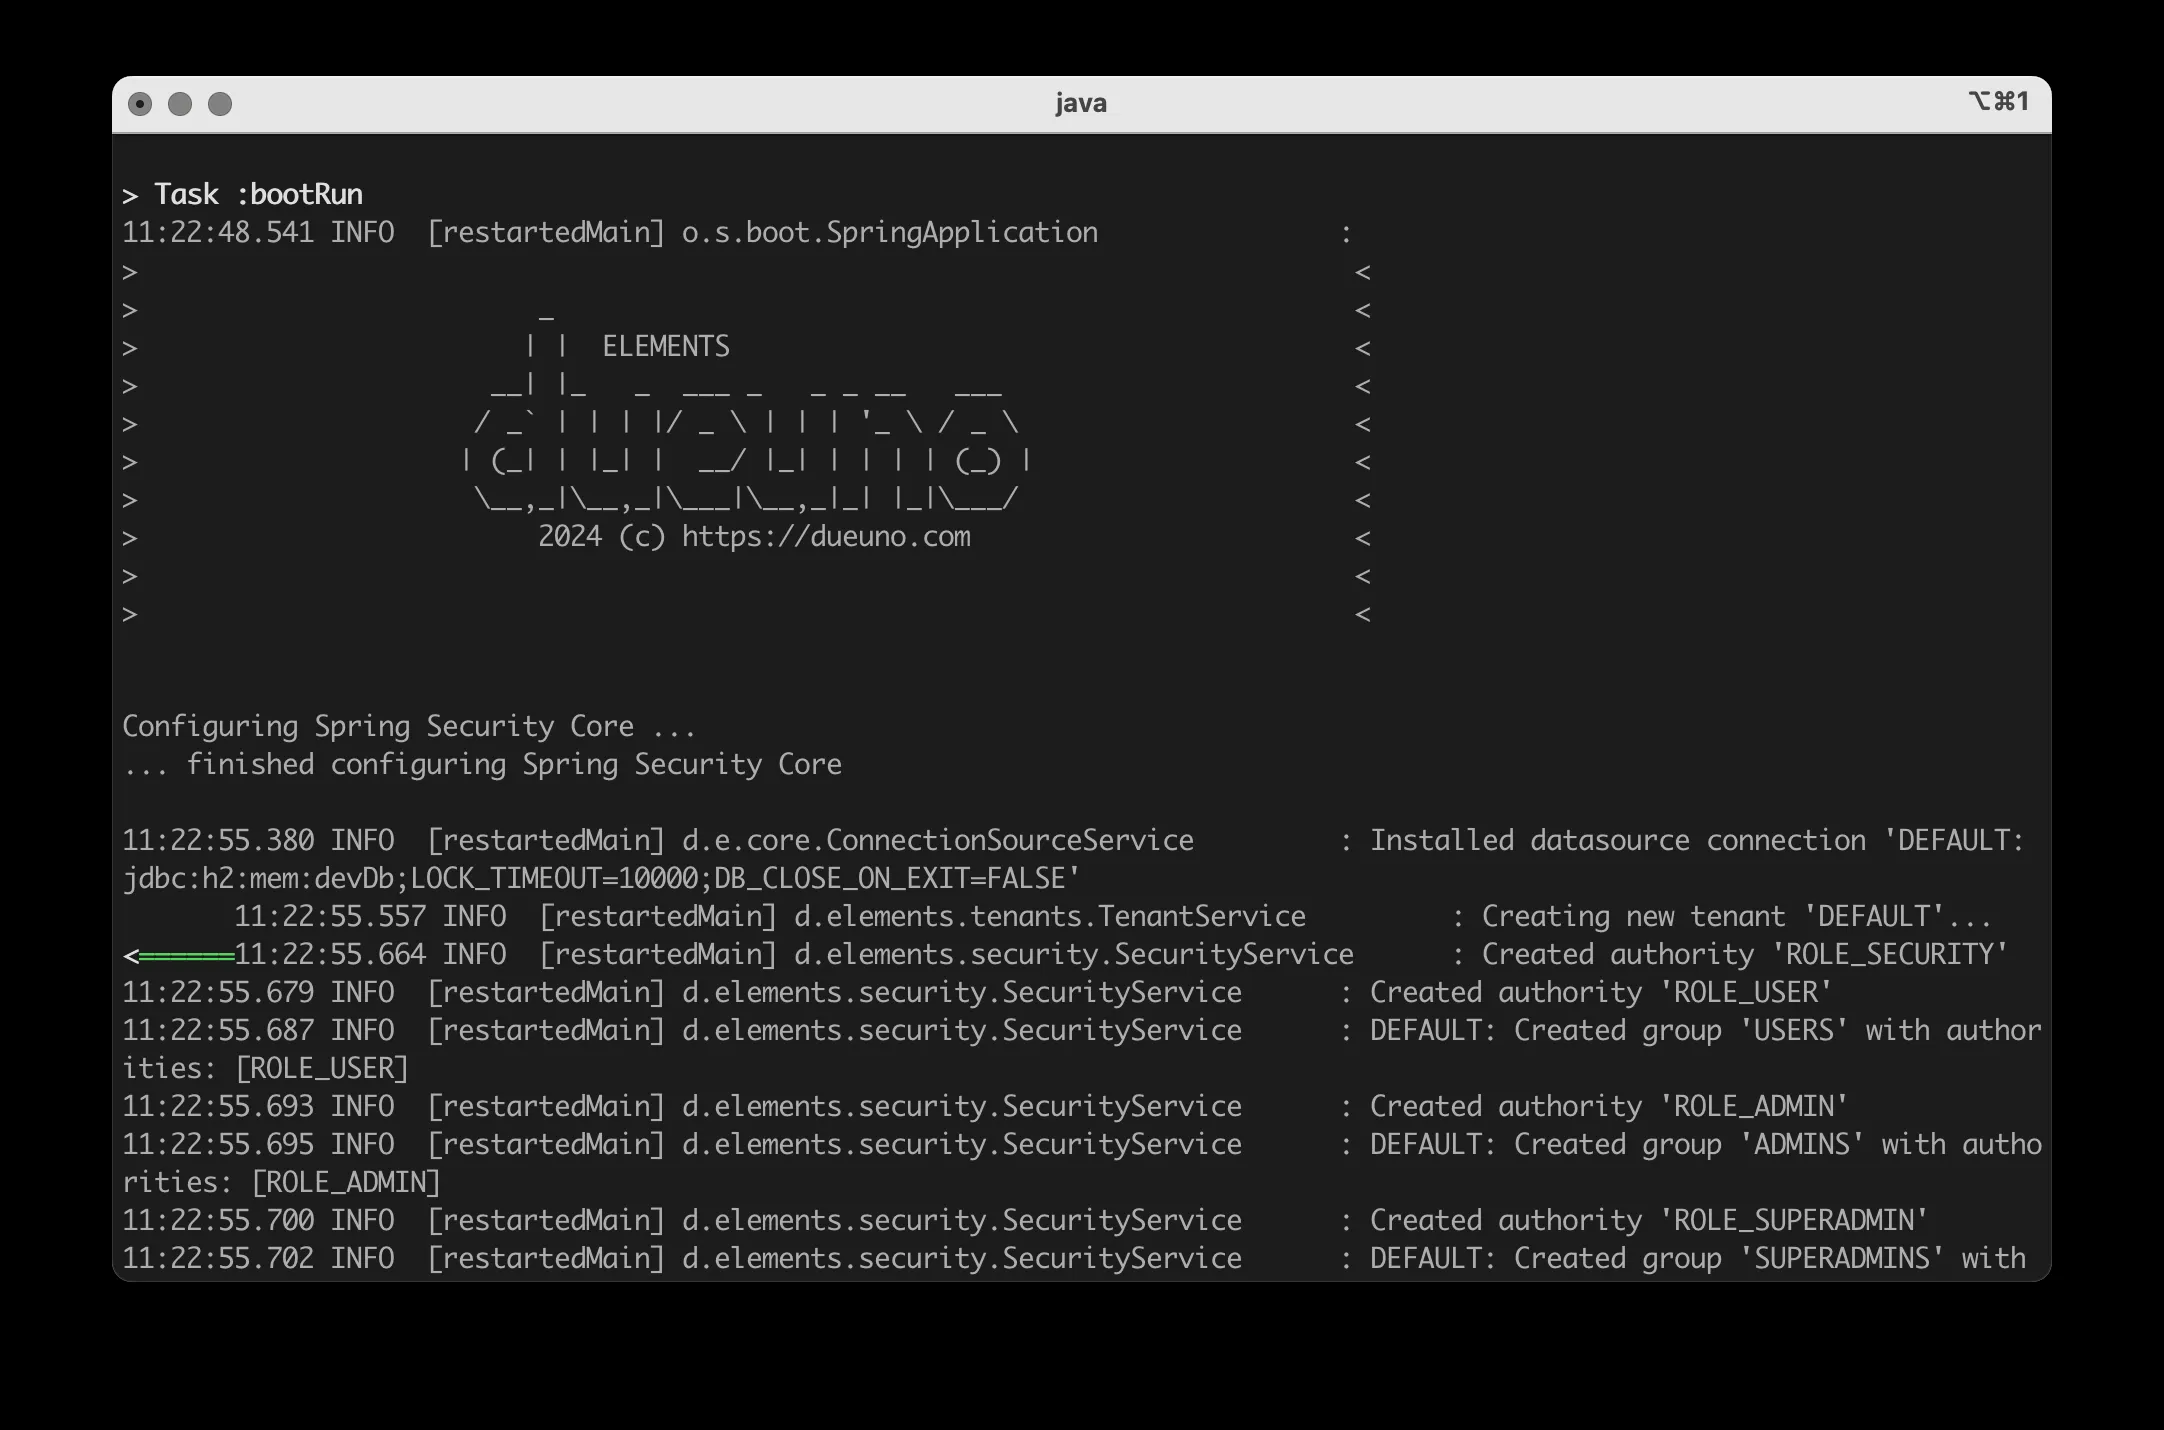 java
⌥⌘1
> Task :bootRun
11:22:48.541 INFO  [restartedMain] o.s.boot.SpringApplication               :
>                                                                            <
>                          _                                                 <
>                         | |  ELEMENTS                                      <
>                       __| |_   _  ___ _   _ _ __   ___                     <
>                      / _` | | | |/ _ \ | | | '_ \ / _ \                    <
>                     | (_| | |_| |  __/ |_| | | | | (_) |                   <
>                      \__,_|\__,_|\___|\__,_|_| |_|\___/                    <
>                         2024 (c) https://dueuno.com                        <
>                                                                            <
>                                                                            <
Configuring Spring Security Core ...
... finished configuring Spring Security Core
11:22:55.380 INFO  [restartedMain] d.e.core.ConnectionSourceService         : Installed datasource connection 'DEFAULT:
jdbc:h2:mem:devDb;LOCK_TIMEOUT=10000;DB_CLOSE_ON_EXIT=FALSE'
       11:22:55.557 INFO  [restartedMain] d.elements.tenants.TenantService         : Creating new tenant 'DEFAULT'...
<======11:22:55.664 INFO  [restartedMain] d.elements.security.SecurityService      : Created authority 'ROLE_SECURITY'
11:22:55.679 INFO  [restartedMain] d.elements.security.SecurityService      : Created authority 'ROLE_USER'
11:22:55.687 INFO  [restartedMain] d.elements.security.SecurityService      : DEFAULT: Created group 'USERS' with author
ities: [ROLE_USER]
11:22:55.693 INFO  [restartedMain] d.elements.security.SecurityService      : Created authority 'ROLE_ADMIN'
11:22:55.695 INFO  [restartedMain] d.elements.security.SecurityService      : DEFAULT: Created group 'ADMINS' with autho
rities: [ROLE_ADMIN]
11:22:55.700 INFO  [restartedMain] d.elements.security.SecurityService      : Created authority 'ROLE_SUPERADMIN'
11:22:55.702 INFO  [restartedMain] d.elements.security.SecurityService      : DEFAULT: Created group 'SUPERADMINS' with